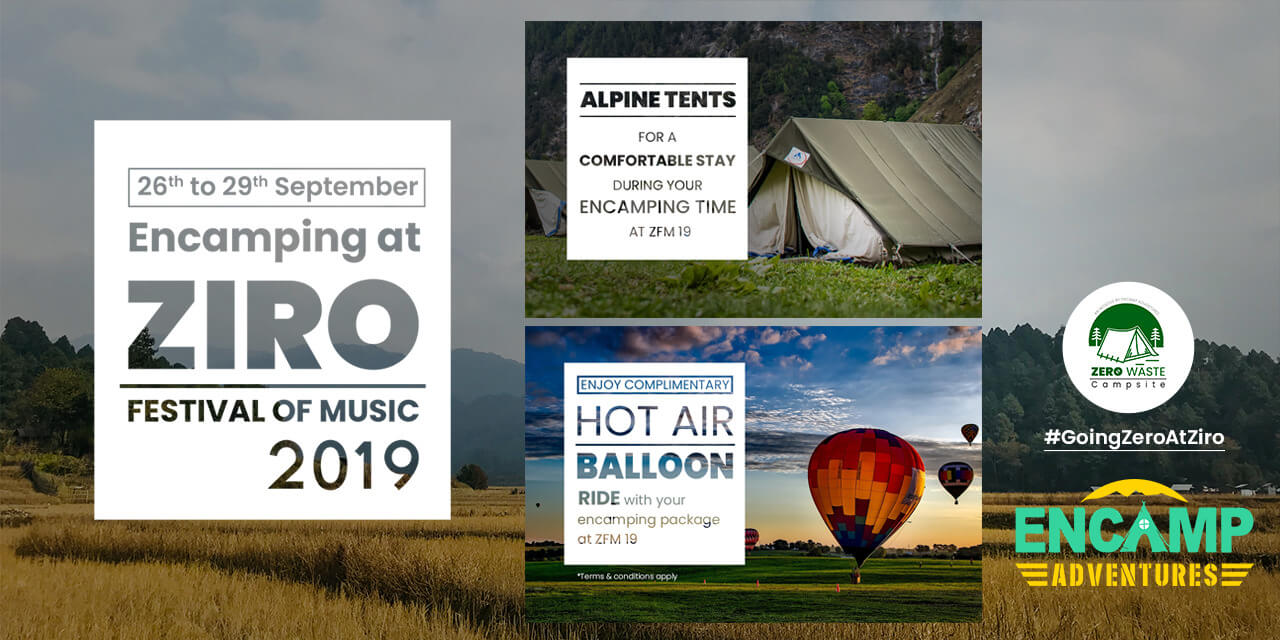 26th to 29th September
Encamping at
ZIRO
FESTIVAL OF MUSIC
2019
ALPINE TENTS
FOR A
COMFORTABLE STAY
DURING YOUR
ENCAMPING TIME
AT ZFM 19
ENJOY COMPLIMENTARY
HOT AIR
BALLOON
RIDE with your
encamping package
at ZFM 19
*Terms & conditions apply
ZERO WASTE
Campsite
#GoingZeroAtZiro
ENCAMP
ADVENTURES